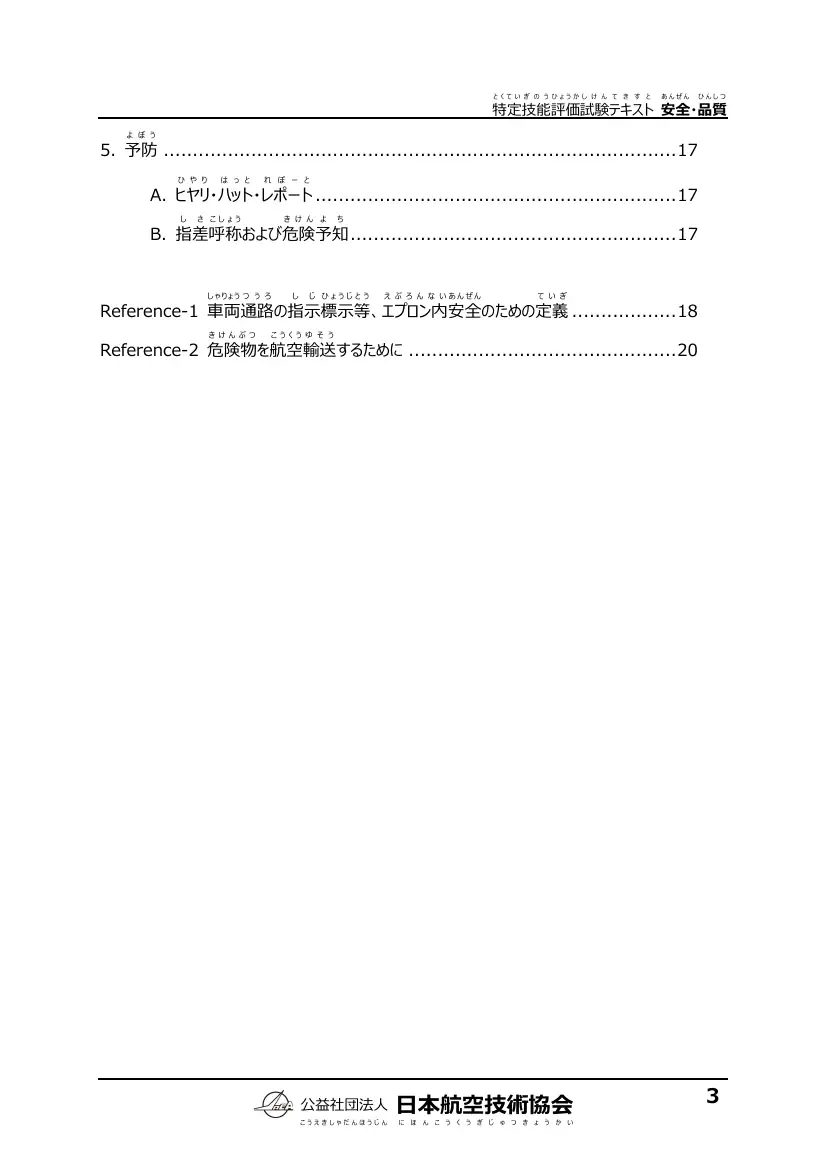 とくていぎのうひょうかしけんてきすと あんぜん ひんしつ
特定技能評価試験テキスト 安全・品質
よぼう
5. 予防 ........................................................................................17
ひやり はっと れぽーと
A. ヒヤリ・ハット・レポート..............................................................17
しさこしょう きけんよち
B. 指差呼称および危険予知........................................................17
しゃりょうつうろ しじひょうじとう えぷろんないあんぜん ていぎ
Reference-1 車両通路の指示標示等、エプロン内安全のための定義 ..................18
きけんぶつ こうくうゆそう
Reference-2 危険物を航空輸送するために ..............................................20
公益社団法人 日本航空技術協会
こうえきしゃだんほうじん にほんこうくうぎじゅつきょうかい
3